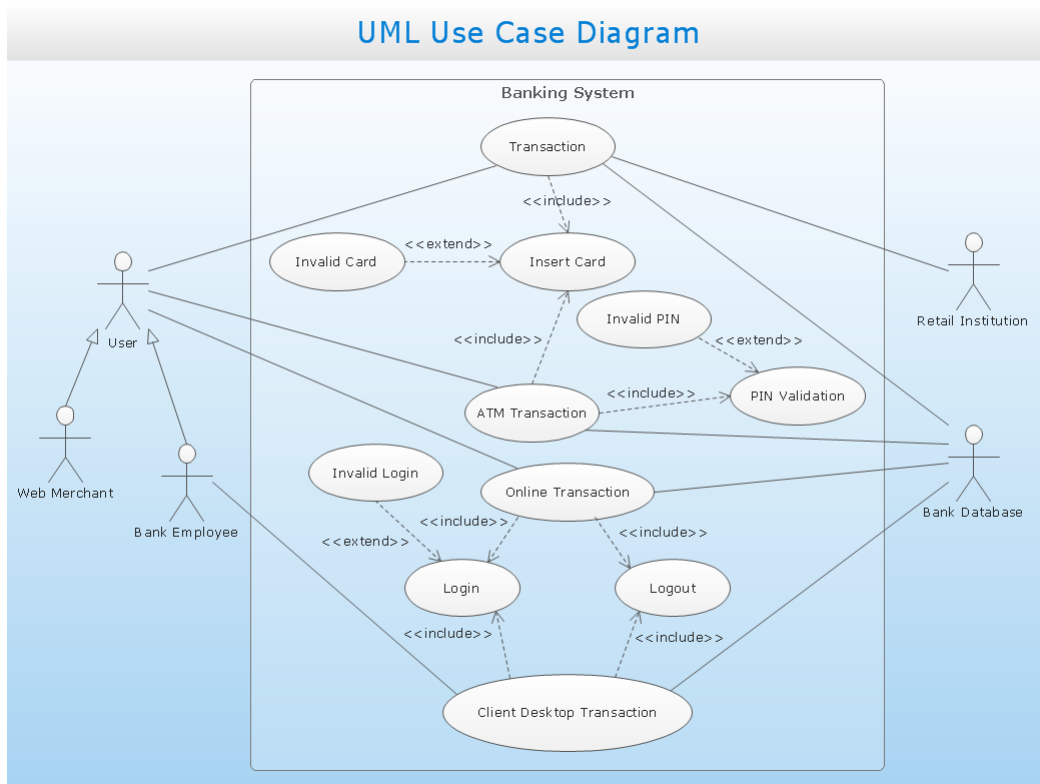 UML Use Case Diagram
Banking System
Transaction
<<include>>
<<extend>>
Invalid Card
Insert Card
Invalid PIN
Retail Institution
User
<<include>>
<<extend>>
<<include>>
PIN Validation
ATM Transaction
Invalid Login
Online Transaction
Web Merchant
Bank Database
Bank Employee
<<include>>
<<include>>
<<extend>>
Login
Logout
<<include>>
<<include>>
Client Desktop Transaction